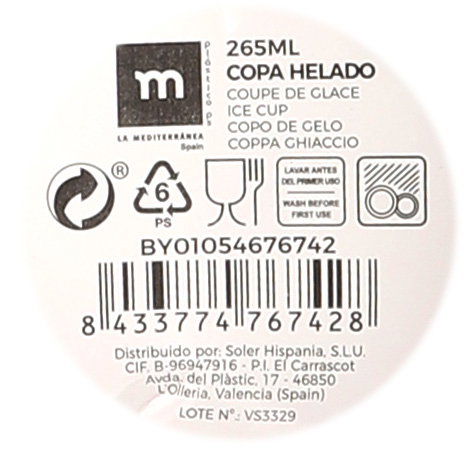 m
plástico ps
LA MEDITERRÁNEA
Spain
265ML
COPA HELADO
COUPE DE GLACE
ICE CUP
COPO DE GELO
COPPA GHIACCIO
®
6
PS
LAVAR ANTES
DEL PRIMER USO
WASH BEFORE
FIRST USE
BY01054676742
8 433774 767428
Distribuido por: Soler Hispania, S.L.U.
CIF. B-96947916 - P.I. El Carrascot
Avda. del Plàstic, 17 - 46850
L'Olleria, Valencia (Spain)
LOTE Nº.: VS3329